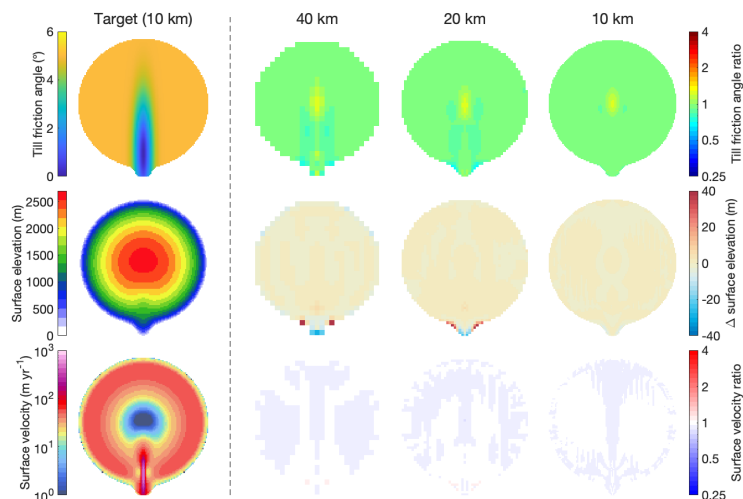 Target (10 km)
40 km
20 km
10 km
Till friction angle (°)
6
4
2
0
Till friction angle ratio
4
2
1
0.5
0.25
Surface elevation (m)
2500
2000
1500
1000
500
0
Δ surface elevation (m)
40
20
0
-20
-40
Surface velocity (m yr⁻¹)
10³
10²
10¹
10⁰
Surface velocity ratio
4
2
1
0.5
0.25